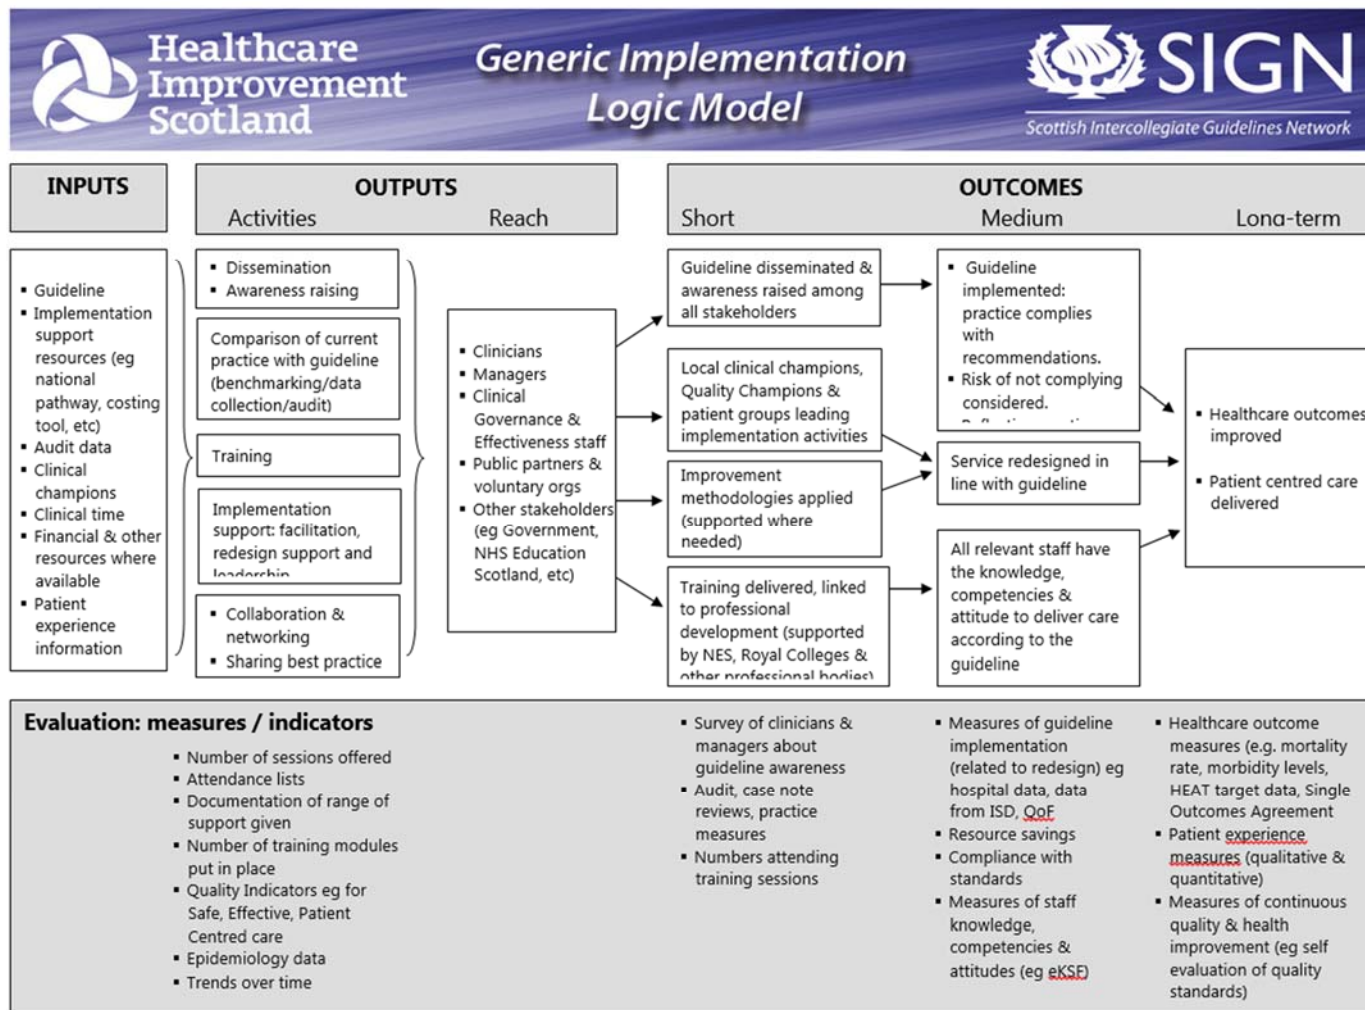 Healthcare
Improvement
Scotland
Generic Implementation
Logic Model
SIGN
Scottish Intercollegiate Guidelines Network
INPUTS
OUTPUTS
Activities
Reach
OUTCOMES
Short
Medium
Long-term
▪ Guideline
▪ Implementation
support
resources (eg
national
pathway, costing
tool, etc)
▪ Audit data
▪ Clinical
champions
▪ Clinical time
▪ Financial & other
resources where
available
▪ Patient
experience
information
▪ Dissemination
▪ Awareness raising
Comparison of current
practice with guideline
(benchmarking/data
collection/audit)
Training
Implementation
support: facilitation,
redesign support and
leadership
▪ Collaboration &
networking
▪ Sharing best practice
▪ Clinicians
▪ Managers
▪ Clinical
Governance &
Effectiveness staff
▪ Public partners &
voluntary orgs
▪ Other stakeholders
(eg Government,
NHS Education
Scotland, etc)
Guideline disseminated &
awareness raised among
all stakeholders
Local clinical champions,
Quality Champions &
patient groups leading
implementation activities
Improvement
methodologies applied
(supported where
needed)
Training delivered, linked
to professional
development (supported
by NES, Royal Colleges &
other professional bodies)
▪ Guideline
implemented:
practice complies
with
recommendations.
▪ Risk of not complying
considered.
Service redesigned in
line with guideline
All relevant staff have
the knowledge,
competencies &
attitude to deliver care
according to the
guideline
▪ Healthcare outcomes
improved
▪ Patient centred care
delivered
Evaluation: measures / indicators
▪ Number of sessions offered
▪ Attendance lists
▪ Documentation of range of
support given
▪ Number of training modules
put in place
▪ Quality Indicators eg for
Safe, Effective, Patient
Centred care
▪ Epidemiology data
▪ Trends over time
▪ Survey of clinicians &
managers about
guideline awareness
▪ Audit, case note
reviews, practice
measures
▪ Numbers attending
training sessions
▪ Measures of guideline
implementation
(related to redesign) eg
hospital data, data
from ISD, QoF
▪ Resource savings
▪ Compliance with
standards
▪ Measures of staff
knowledge,
competencies &
attitudes (eg eKSF)
▪ Healthcare outcome
measures (e.g. mortality
rate, morbidity levels,
HEAT target data, Single
Outcomes Agreement
▪ Patient experience
measures (qualitative &
quantitative)
▪ Measures of continuous
quality & health
improvement (eg self
evaluation of quality
standards)